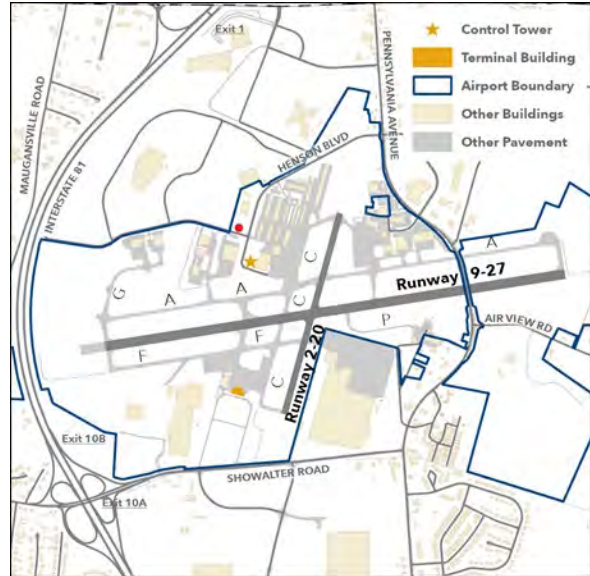 Exit 1
PENNSYLVANIA AVENUE
Control Tower
Terminal Building
Airport Boundary
Other Buildings
Other Pavement
MAUGANSVILLE ROAD
INTERSTATE 81
HENSON BLVD
A
Runway 9-27
G
A
A
C
C
C
F
F
P
AIR VIEW RD
C
Runway 2-20
Exit 10B
SHOWALTER ROAD
Exit 10A